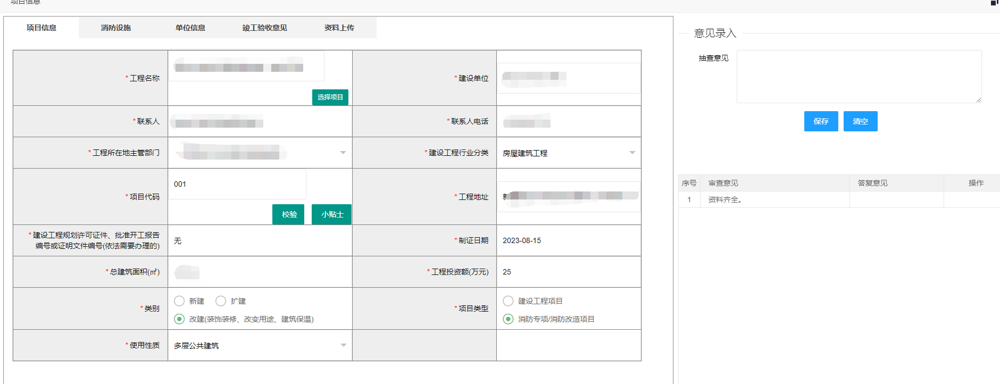 项目信息
项目信息 消防设施 单位信息 竣工验收意见 资料上传
*工程名称
选择项目
*建设单位
*联系人
*联系人电话
*工程所在地主管部门
*建设工程行业分类 房屋建筑工程
*项目代码 001
校验 小贴士
*工程地址
*建设工程规划许可证件、批准开工报告
编号或证明文件编号(依法需要办理的)
无
*制证日期 2023-08-15
*总建筑面积(㎡)
*工程投资额(万元) 25
*类别
新建 扩建
改建(装饰装修、改变用途、建筑保温)
*项目类型
建设工程项目
消防专项/消防改造项目
*使用性质 多层公共建筑
意见录入
抽查意见
保存 清空
序号 审查意见 答复意见 操作
1 资料齐全。